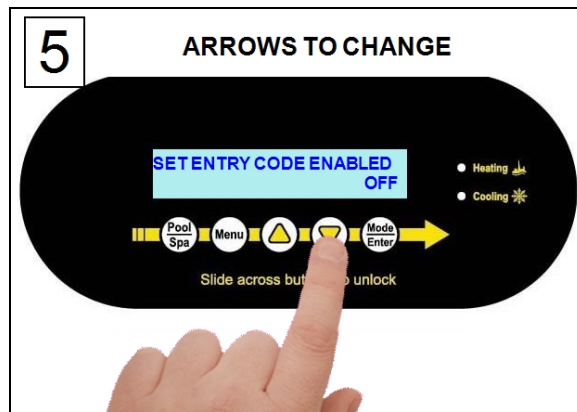 5
ARROWS TO CHANGE
SET ENTRY CODE ENABLED
OFF
Heating
Cooling
Pool
Spa
Menu
Mode
Enter
Slide across but o unlock